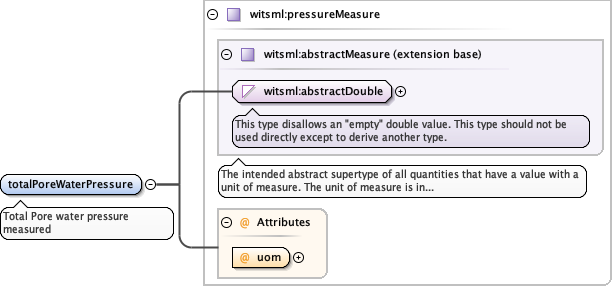 witsml:pressureMeasure
witsml:abstractMeasure (extension base)
witsml:abstractDouble
This type disallows an "empty" double value. This type should not be
used directly except to derive another type.
The intended abstract supertype of all quantities that have a value with a
unit of measure. The unit of measure is in...
totalPoreWaterPressure
Total Pore water pressure
measured
@ Attributes
@ uom